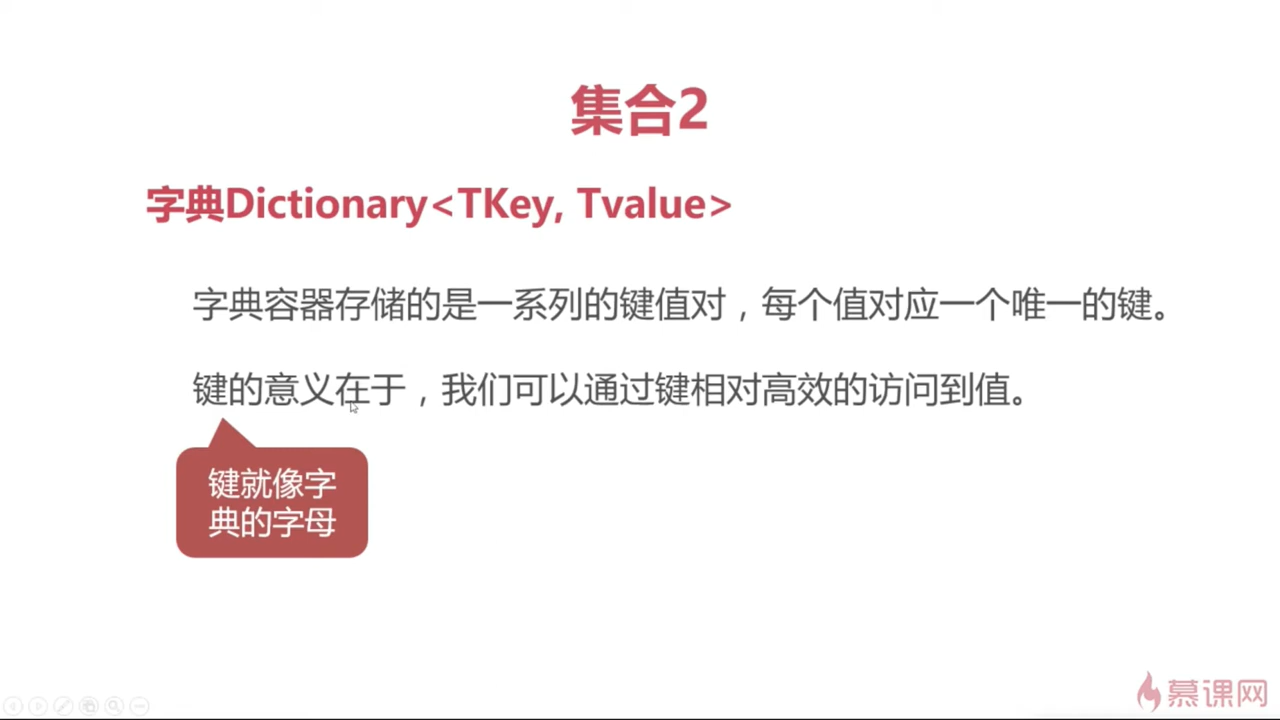 集合2
字典Dictionary<TKey, Tvalue>
字典容器存储的是一系列的键值对，每个值对应一个唯一的键。
键的意义在于，我们可以通过键相对高效的访问到值。
键就像字
典的字母
慕课网